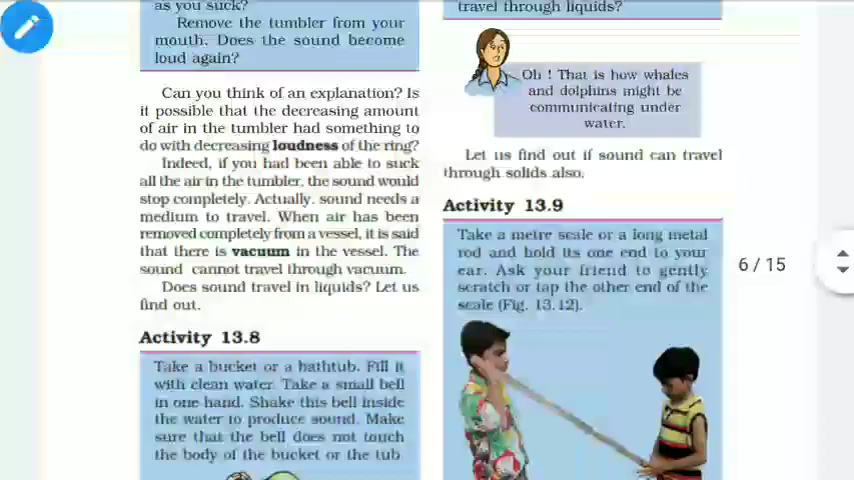 as you suck?
Remove the tumbler from your
mouth. Does the sound become
loud again?
Can you think of an explanation? Is
it possible that the decreasing amount
of air in the tumbler had something to
do with decreasing loudness of the ring?
Indeed, if you had been able to suck
all the air in the tumbler, the sound would
stop completely. Actually, sound needs a
medium to travel. When air has been
removed completely from a vessel, it is said
that there is vacuum in the vessel. The
sound cannot travel through vacuum.
Does sound travel in liquids? Let us
find out.
Activity 13.8
Take a bucket or a bathtub. Fill it
with clean water. Take a small bell
in one hand. Shake this bell inside
the water to produce sound. Make
sure that the bell does not touch
the body of the bucket or the tub
travel through liquids?
Oh ! That is how whales
and dolphins might be
communicating under
water.
Let us find out if sound can travel
through solids also.
Activity 13.9
Take a metre scale or a long metal
rod and hold its one end to your
ear. Ask your friend to gently
scratch or tap the other end of the
scale (Fig. 13.12).
6 / 15